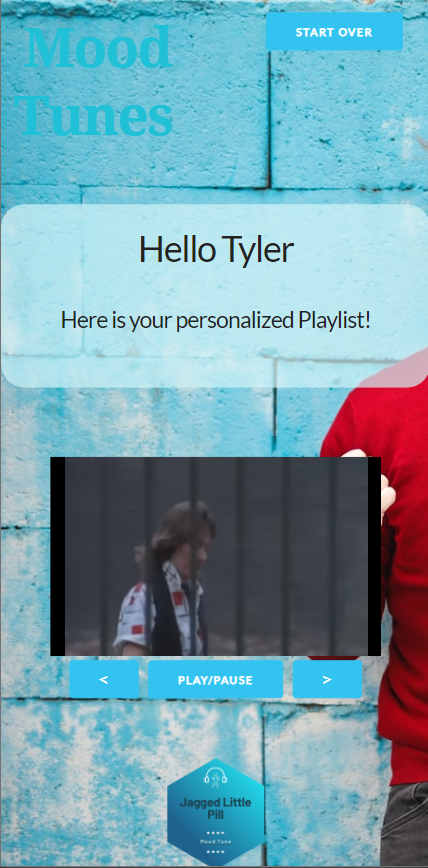 Mood
Tunes
START OVER
Hello Tyler
Here is your personalized Playlist!
<
PLAY/PAUSE
>
Jagged Little
Pill
Mood Tune